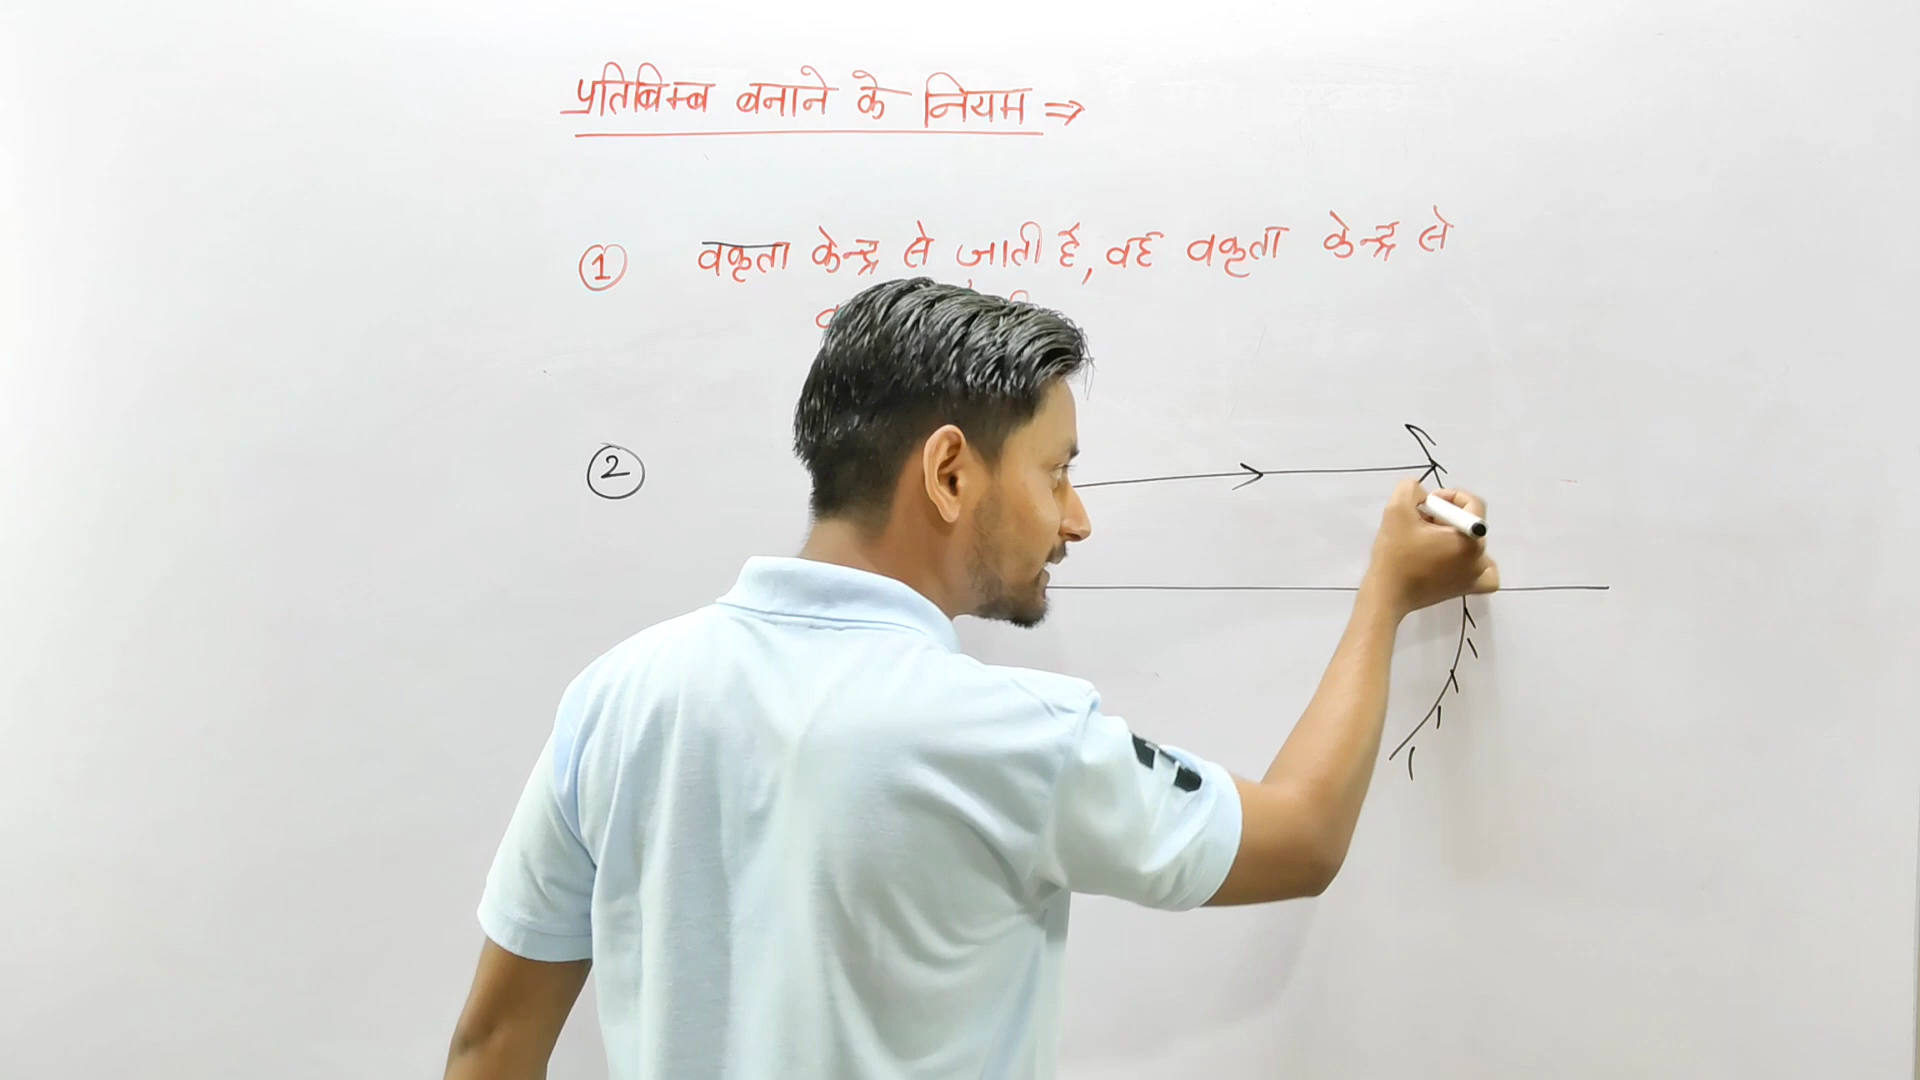 प्रतिबिम्ब बनाने के नियम ⇒
① वक्रता केन्द्र से जाती है, वह वक्रता केन्द्र से
②